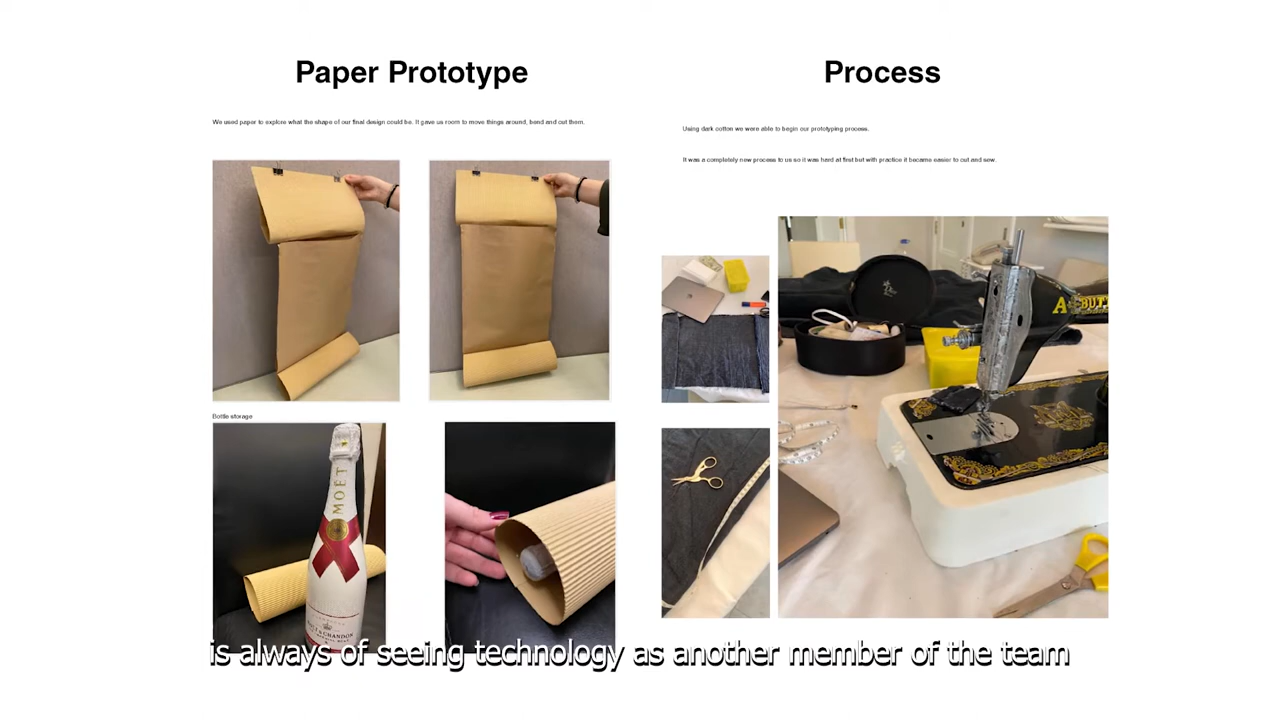 Paper Prototype
We used paper to explore what the shape of our final design could be. It gave us room to move things around, bend and cut them.
Bottle storage
MOËT
MOËT & CHANDON
Process
Using dark cotton we were able to begin our prototyping process.
It was a completely new process to us so it was hard at first but with practice it became easier to cut and sew.
is always of seeing technology as another member of the team